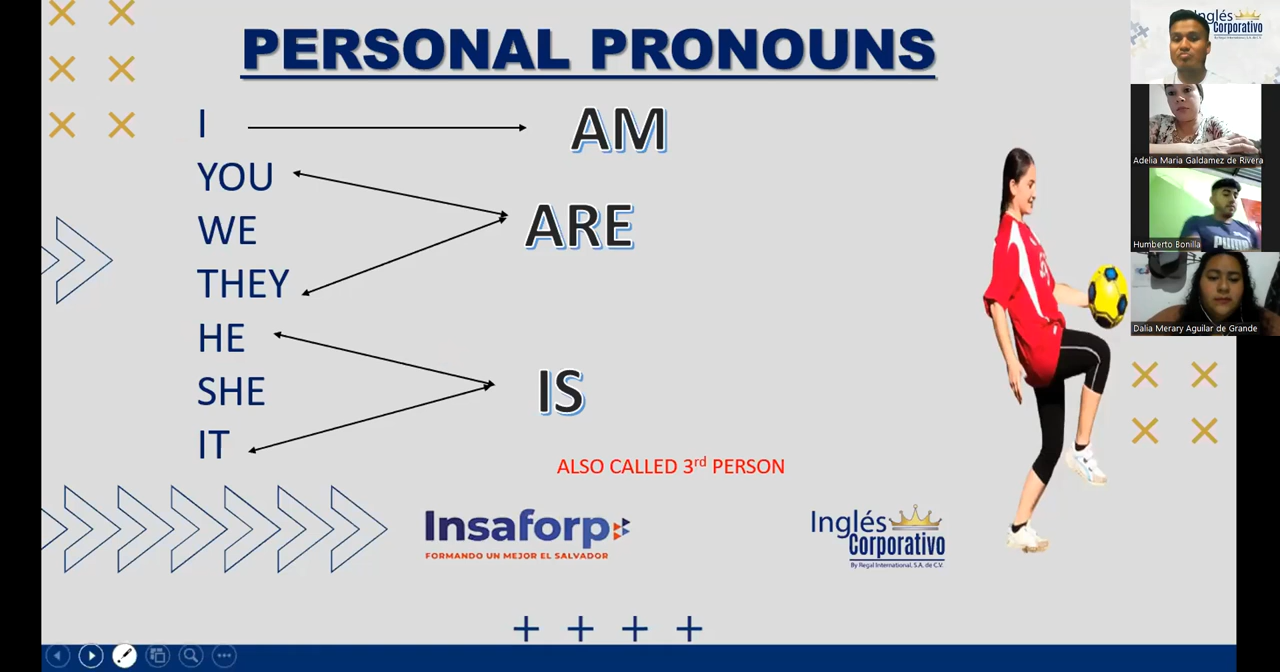 PERSONAL PRONOUNS
I
AM
YOU
WE
ARE
THEY
HE
SHE
IS
IT
ALSO CALLED 3rd PERSON
Insaforp
FORMANDO UN MEJOR EL SALVADOR
Inglés
Corporativo
By Regal International, S.A. de C.V.
Inglés
Corporativo
Adelia Maria Galdamez de Rivera
Humberto Bonilla
PUMA
Dalia Merary Aguilar de Grande